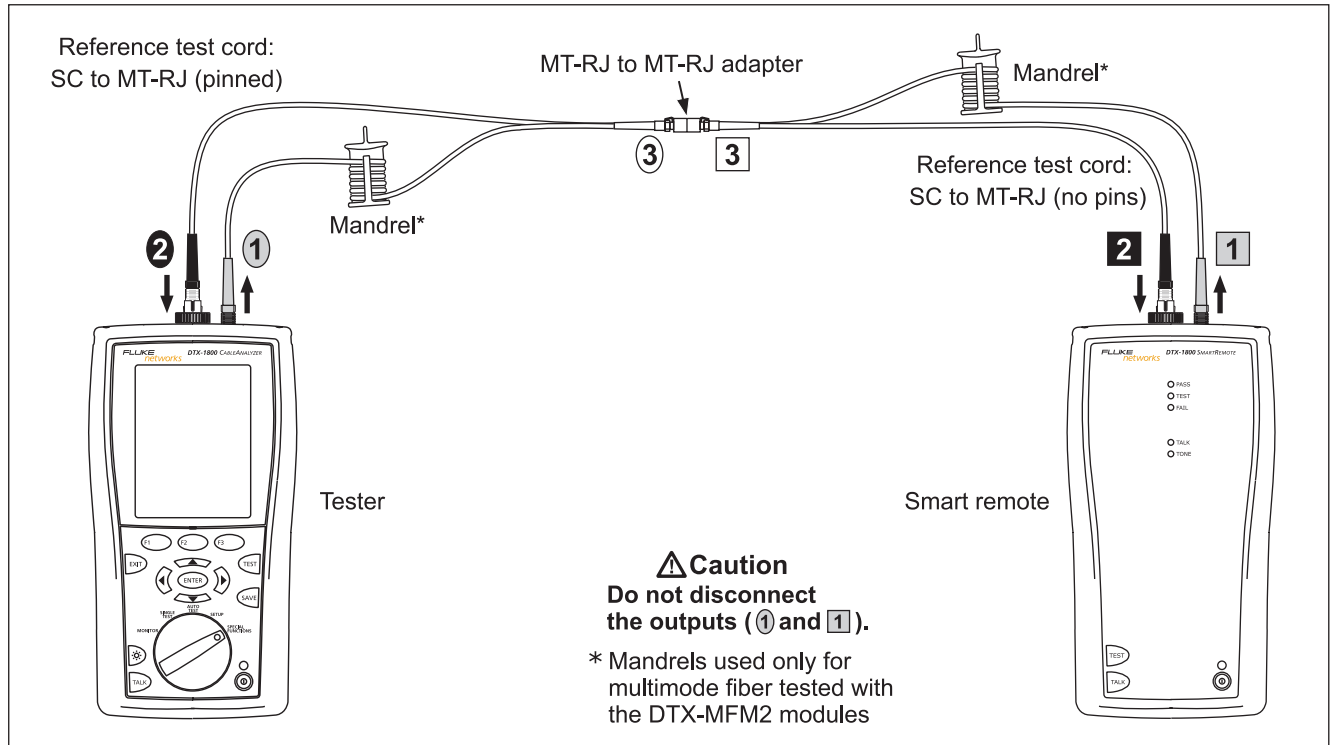 Reference test cord:
SC to MT-RJ (pinned)
MT-RJ to MT-RJ adapter
Mandrel*
Mandrel*
3
3
Reference test cord:
SC to MT-RJ (no pins)
2
1
2
1
FLUKE
networks
DTX-1800 CABLEANALYZER
FLUKE
networks
DTX-1800 SMARTREMOTE
PASS
TEST
FAIL
TALK
TONE
Tester
Smart remote
F1
F2
F3
EXIT
TEST
ENTER
SAVE
MONITOR
SINGLE
TEST
AUTO
TEST
SETUP
SPECIAL
FUNCTIONS
TALK
⚠ Caution
Do not disconnect
the outputs ( 1 and 1 ).
* Mandrels used only for
multimode fiber tested with
the DTX-MFM2 modules
TEST
TALK